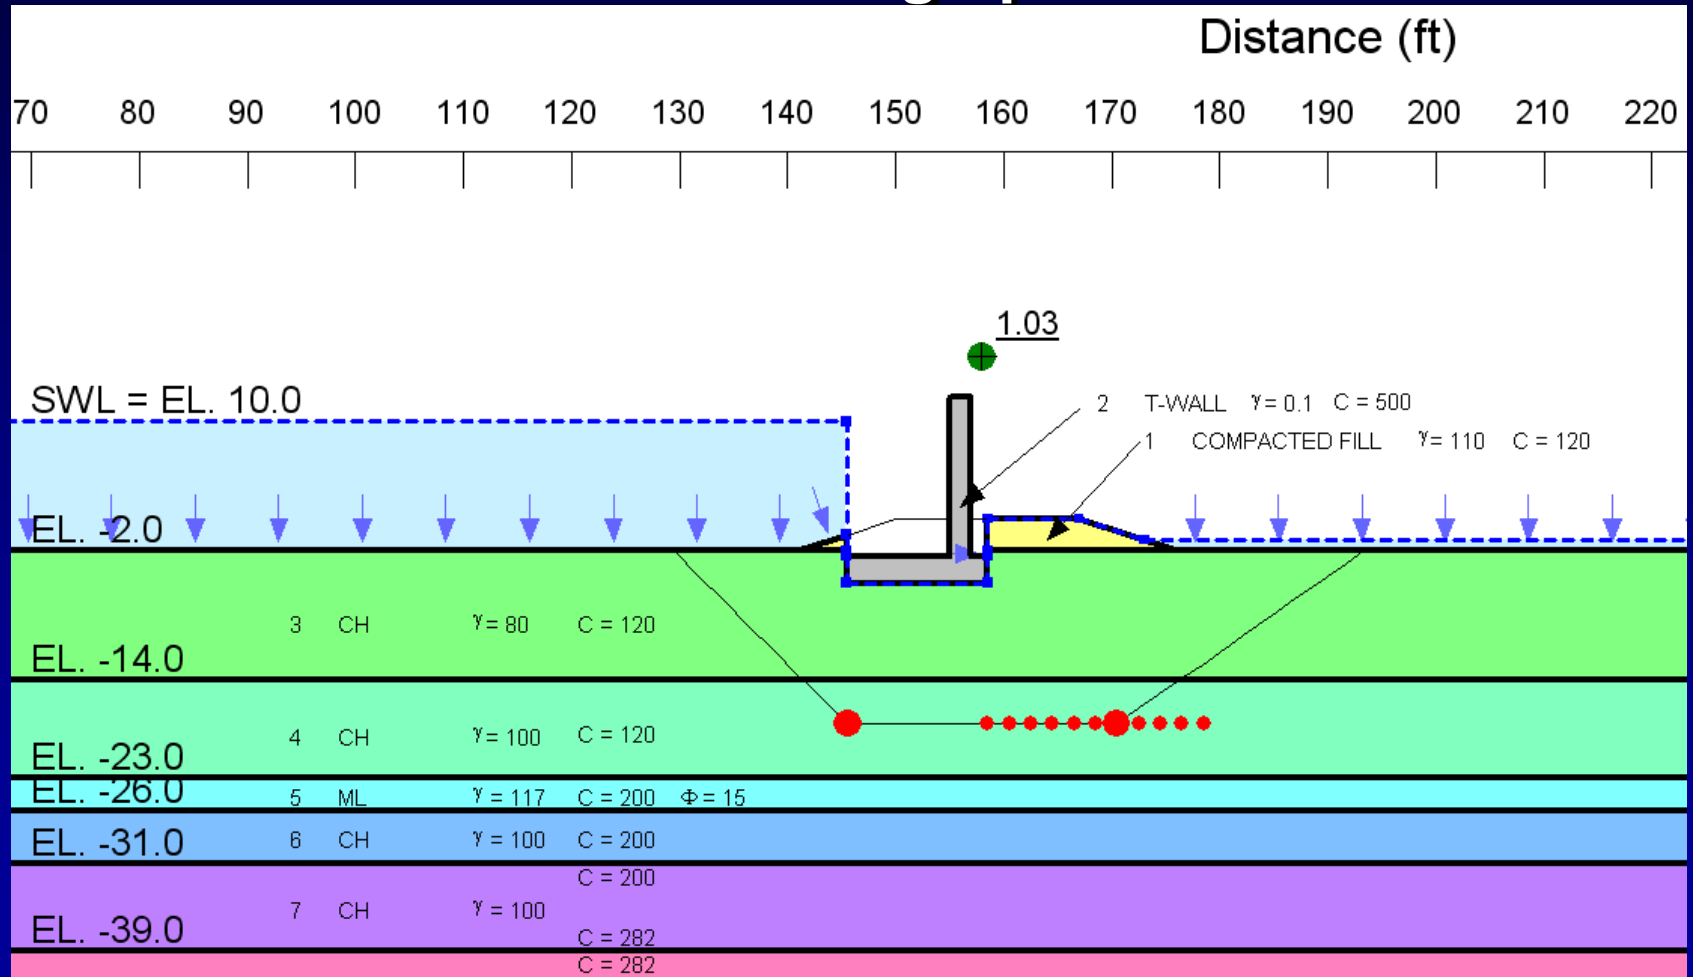 Distance (ft)
70 80 90 100 110 120 130 140 150 160 170 180 190 200 210 220
1.03
SWL = EL. 10.0
2 T-WALL γ = 0.1 C = 500
1 COMPACTED FILL γ = 110 C = 120
EL. -2.0
3 CH γ = 80 C = 120
EL. -14.0
4 CH γ = 100 C = 120
EL. -23.0
EL. -26.0
5 ML γ = 117 C = 200 Φ = 15
EL. -31.0
6 CH γ = 100 C = 200
C = 200
7 CH γ = 100
EL. -39.0
C = 282
C = 282